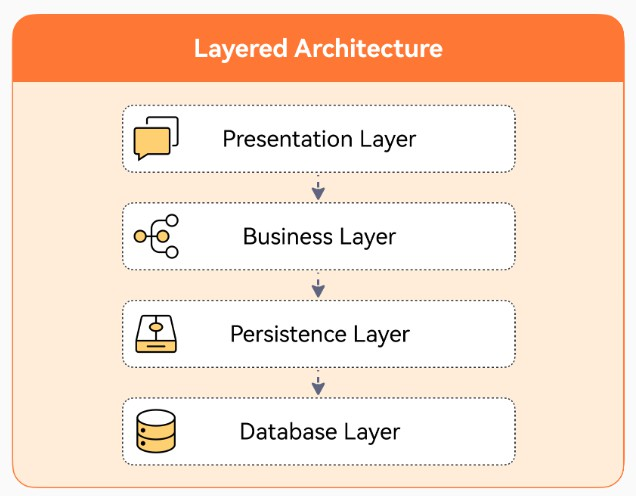 Layered Architecture
Presentation Layer
Business Layer
Persistence Layer
Database Layer